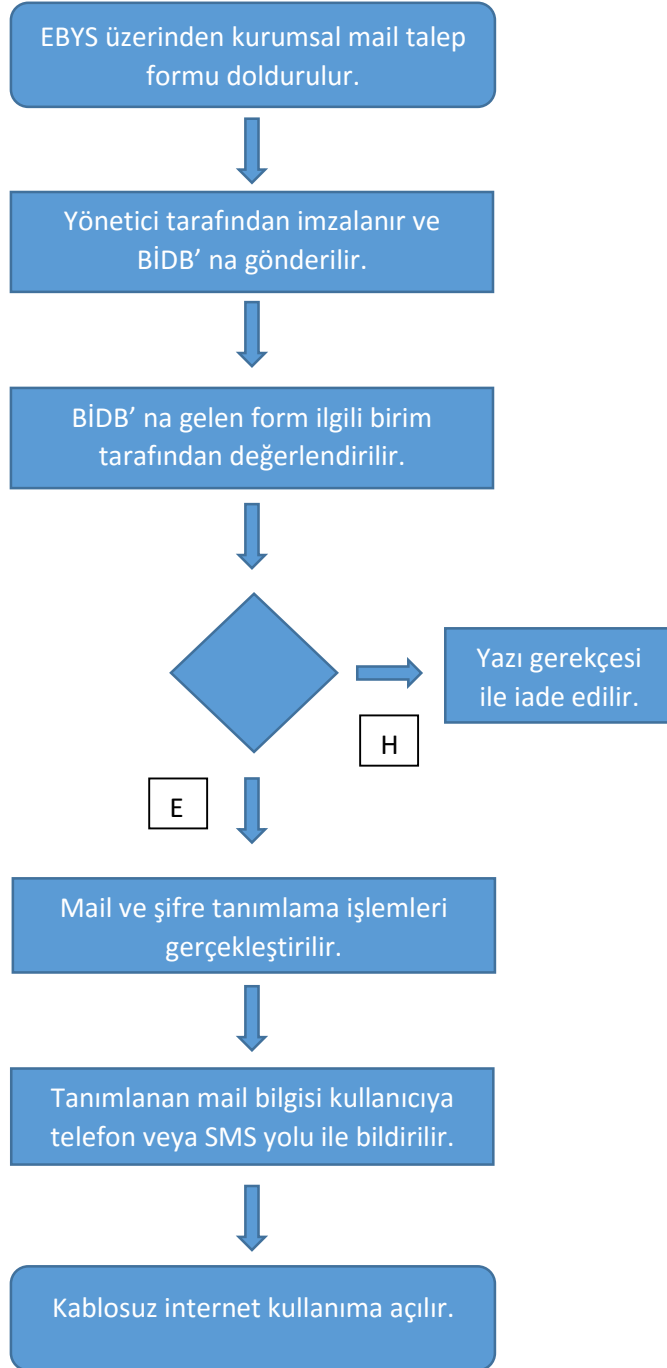 EBYS üzerinden kurumsal mail talep
formu doldurulur.
Yönetici tarafından imzalanır ve
BİDB’ na gönderilir.
BİDB’ na gelen form ilgili birim
tarafından değerlendirilir.
Yazı gerekçesi
ile iade edilir.
H
E
Mail ve şifre tanımlama işlemleri
gerçekleştirilir.
Tanımlanan mail bilgisi kullanıcıya
telefon veya SMS yolu ile bildirilir.
Kablosuz internet kullanıma açılır.